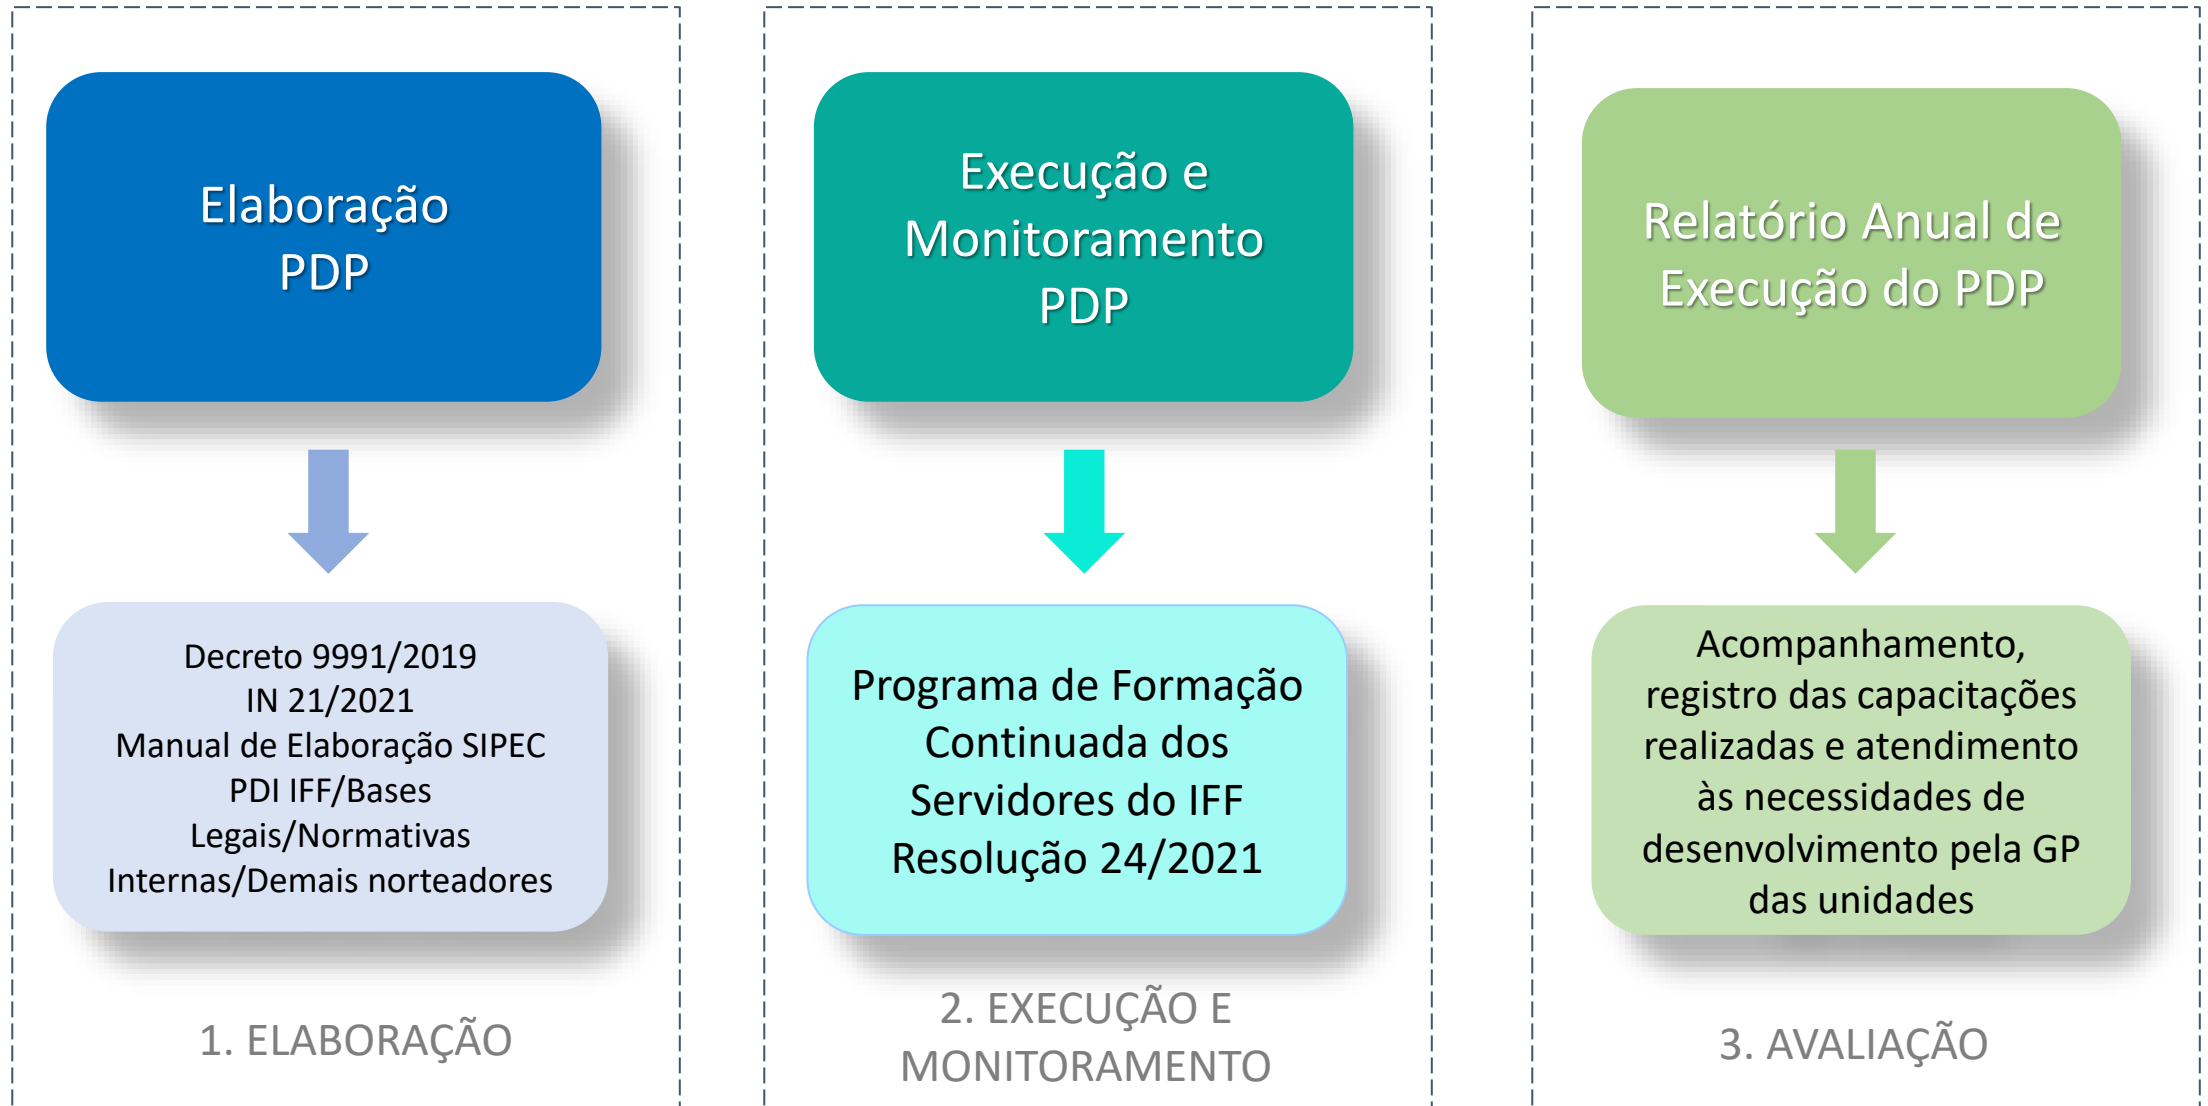 Elaboração
PDP
Decreto 9991/2019
IN 21/2021
Manual de Elaboração SIPEC
PDI IFF/Bases
Legais/Normativas
Internas/Demais norteadores
1. ELABORAÇÃO
Execução e
Monitoramento
PDP
Programa de Formação
Continuada dos
Servidores do IFF
Resolução 24/2021
2. EXECUÇÃO E
MONITORAMENTO
Relatório Anual de
Execução do PDP
Acompanhamento,
registro das capacitações
realizadas e atendimento
às necessidades de
desenvolvimento pela GP
das unidades
3. AVALIAÇÃO